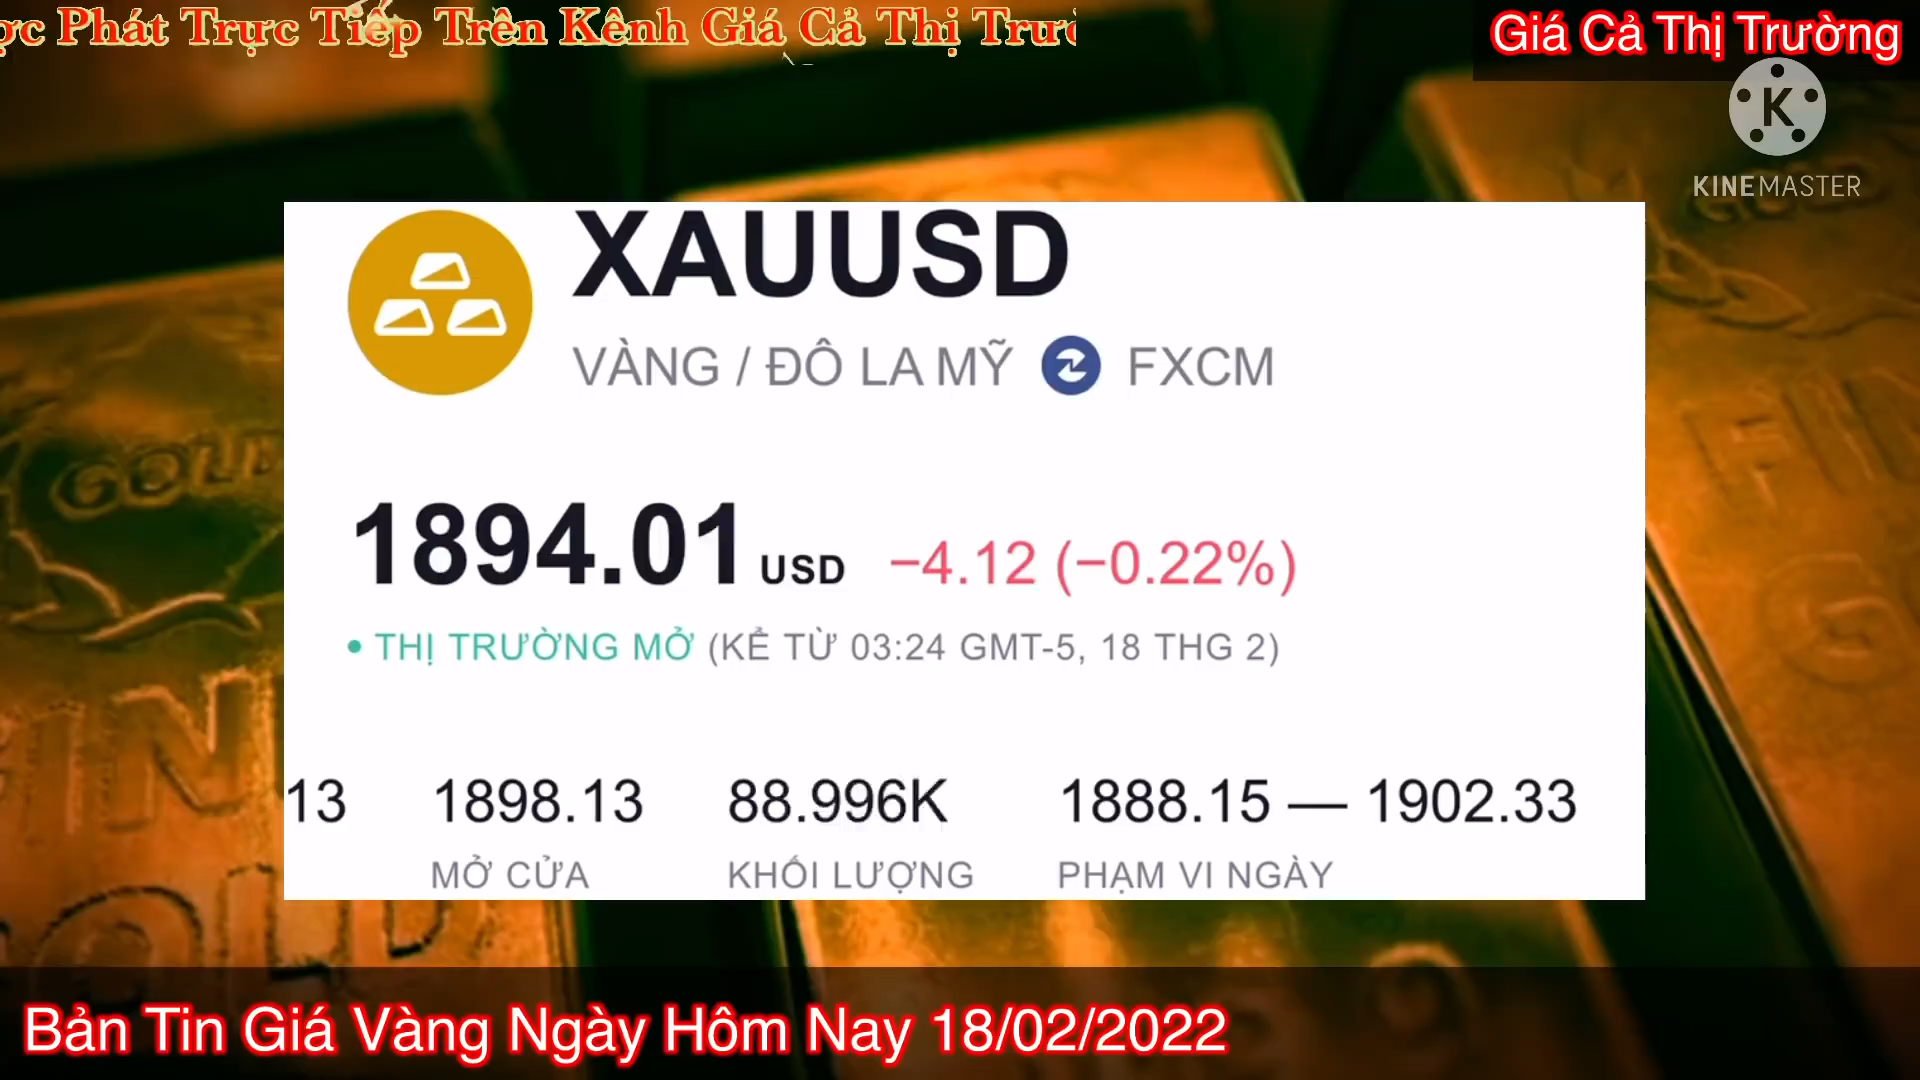 Phát Trực Tiếp Trên Kênh Giá Cả Thị
Giá Cả Thị Trường
K
KINEMASTER
XAUUSD
VÀNG / ĐÔ LA MỸ FXCM
1894.01 USD −4.12 (−0.22%)
• THỊ TRƯỜNG MỞ (KỂ TỪ 03:24 GMT-5, 18 THG 2)
13 1898.13 88.996K 1888.15 — 1902.33
MỞ CỬA KHỐI LƯỢNG PHẠM VI NGÀY
GOLD
FIN
GOLD
Bản Tin Giá Vàng Ngày Hôm Nay 18/02/2022